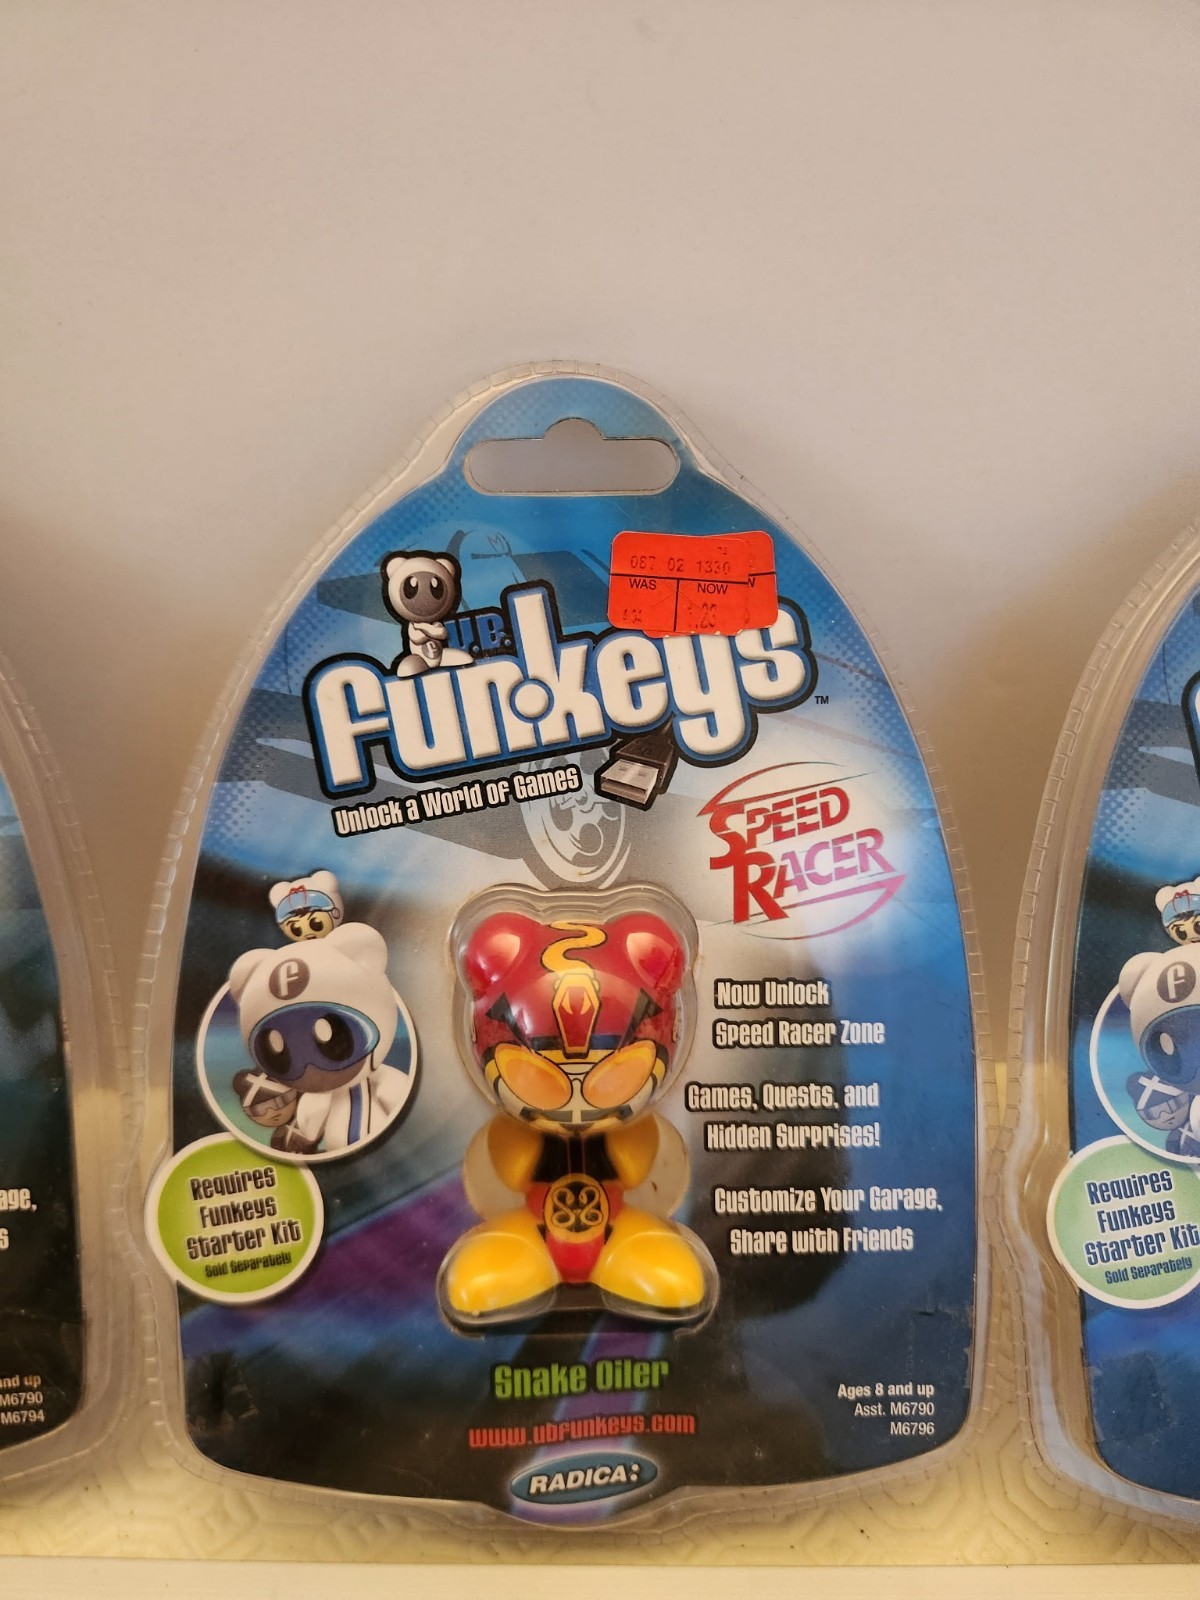 087 02 1330
WAS NOW
U.B.
funkeys™
Unlock a World of Games
SPEED
RACER
f
Now Unlock
Speed Racer Zone
Games, Quests, and
Hidden Surprises!
Customize Your Garage,
Share with Friends
Requires
Funkeys
Starter Kit
Sold Separately
Snake Oiler
www.ubfunkeys.com
RADICA:
Ages 8 and up
Asst. M6790
M6796
age,
s
and up
M6790
M6794
f
Requires
Funkeys
Starter Kit
Sold Separately